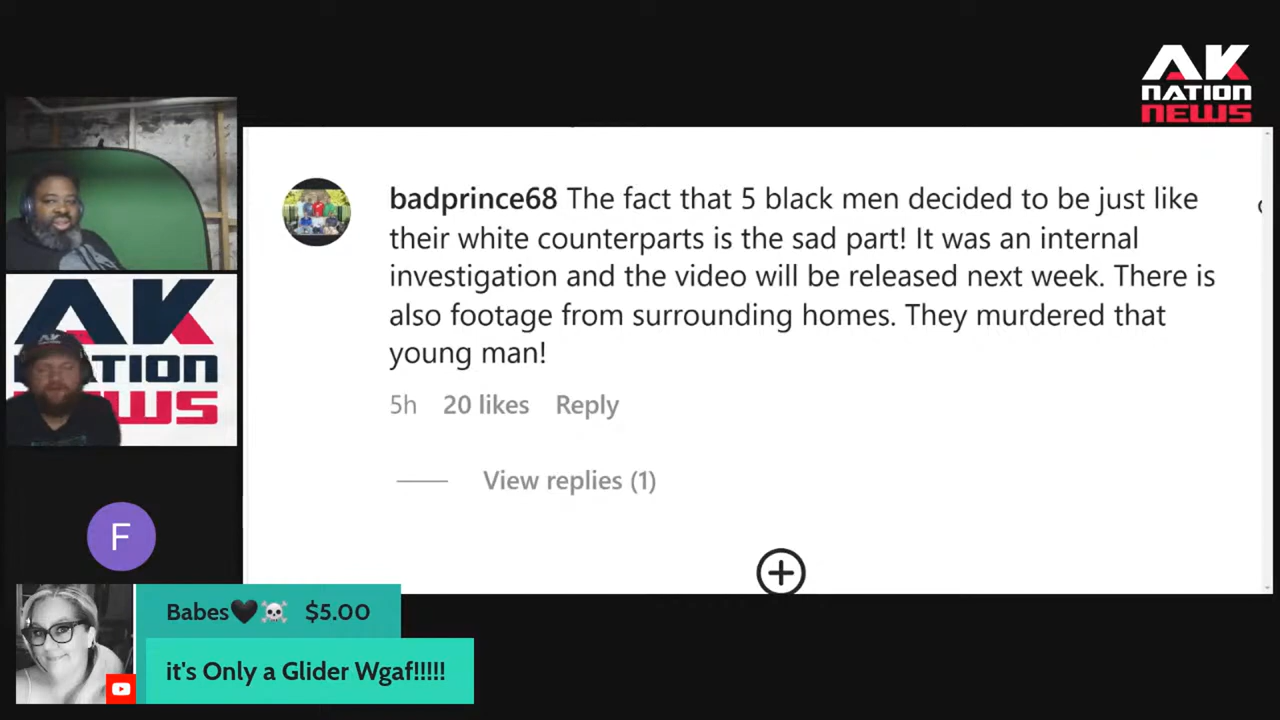 AK
NATION
NEWS
badprince68 The fact that 5 black men decided to be just like
their white counterparts is the sad part! It was an internal
investigation and the video will be released next week. There is
also footage from surrounding homes. They murdered that
young man!
5h 20 likes Reply
View replies (1)
AK
NATION
NEWS
F
Babes🖤☠️ $5.00
it's Only a Glider Wgaf!!!!!